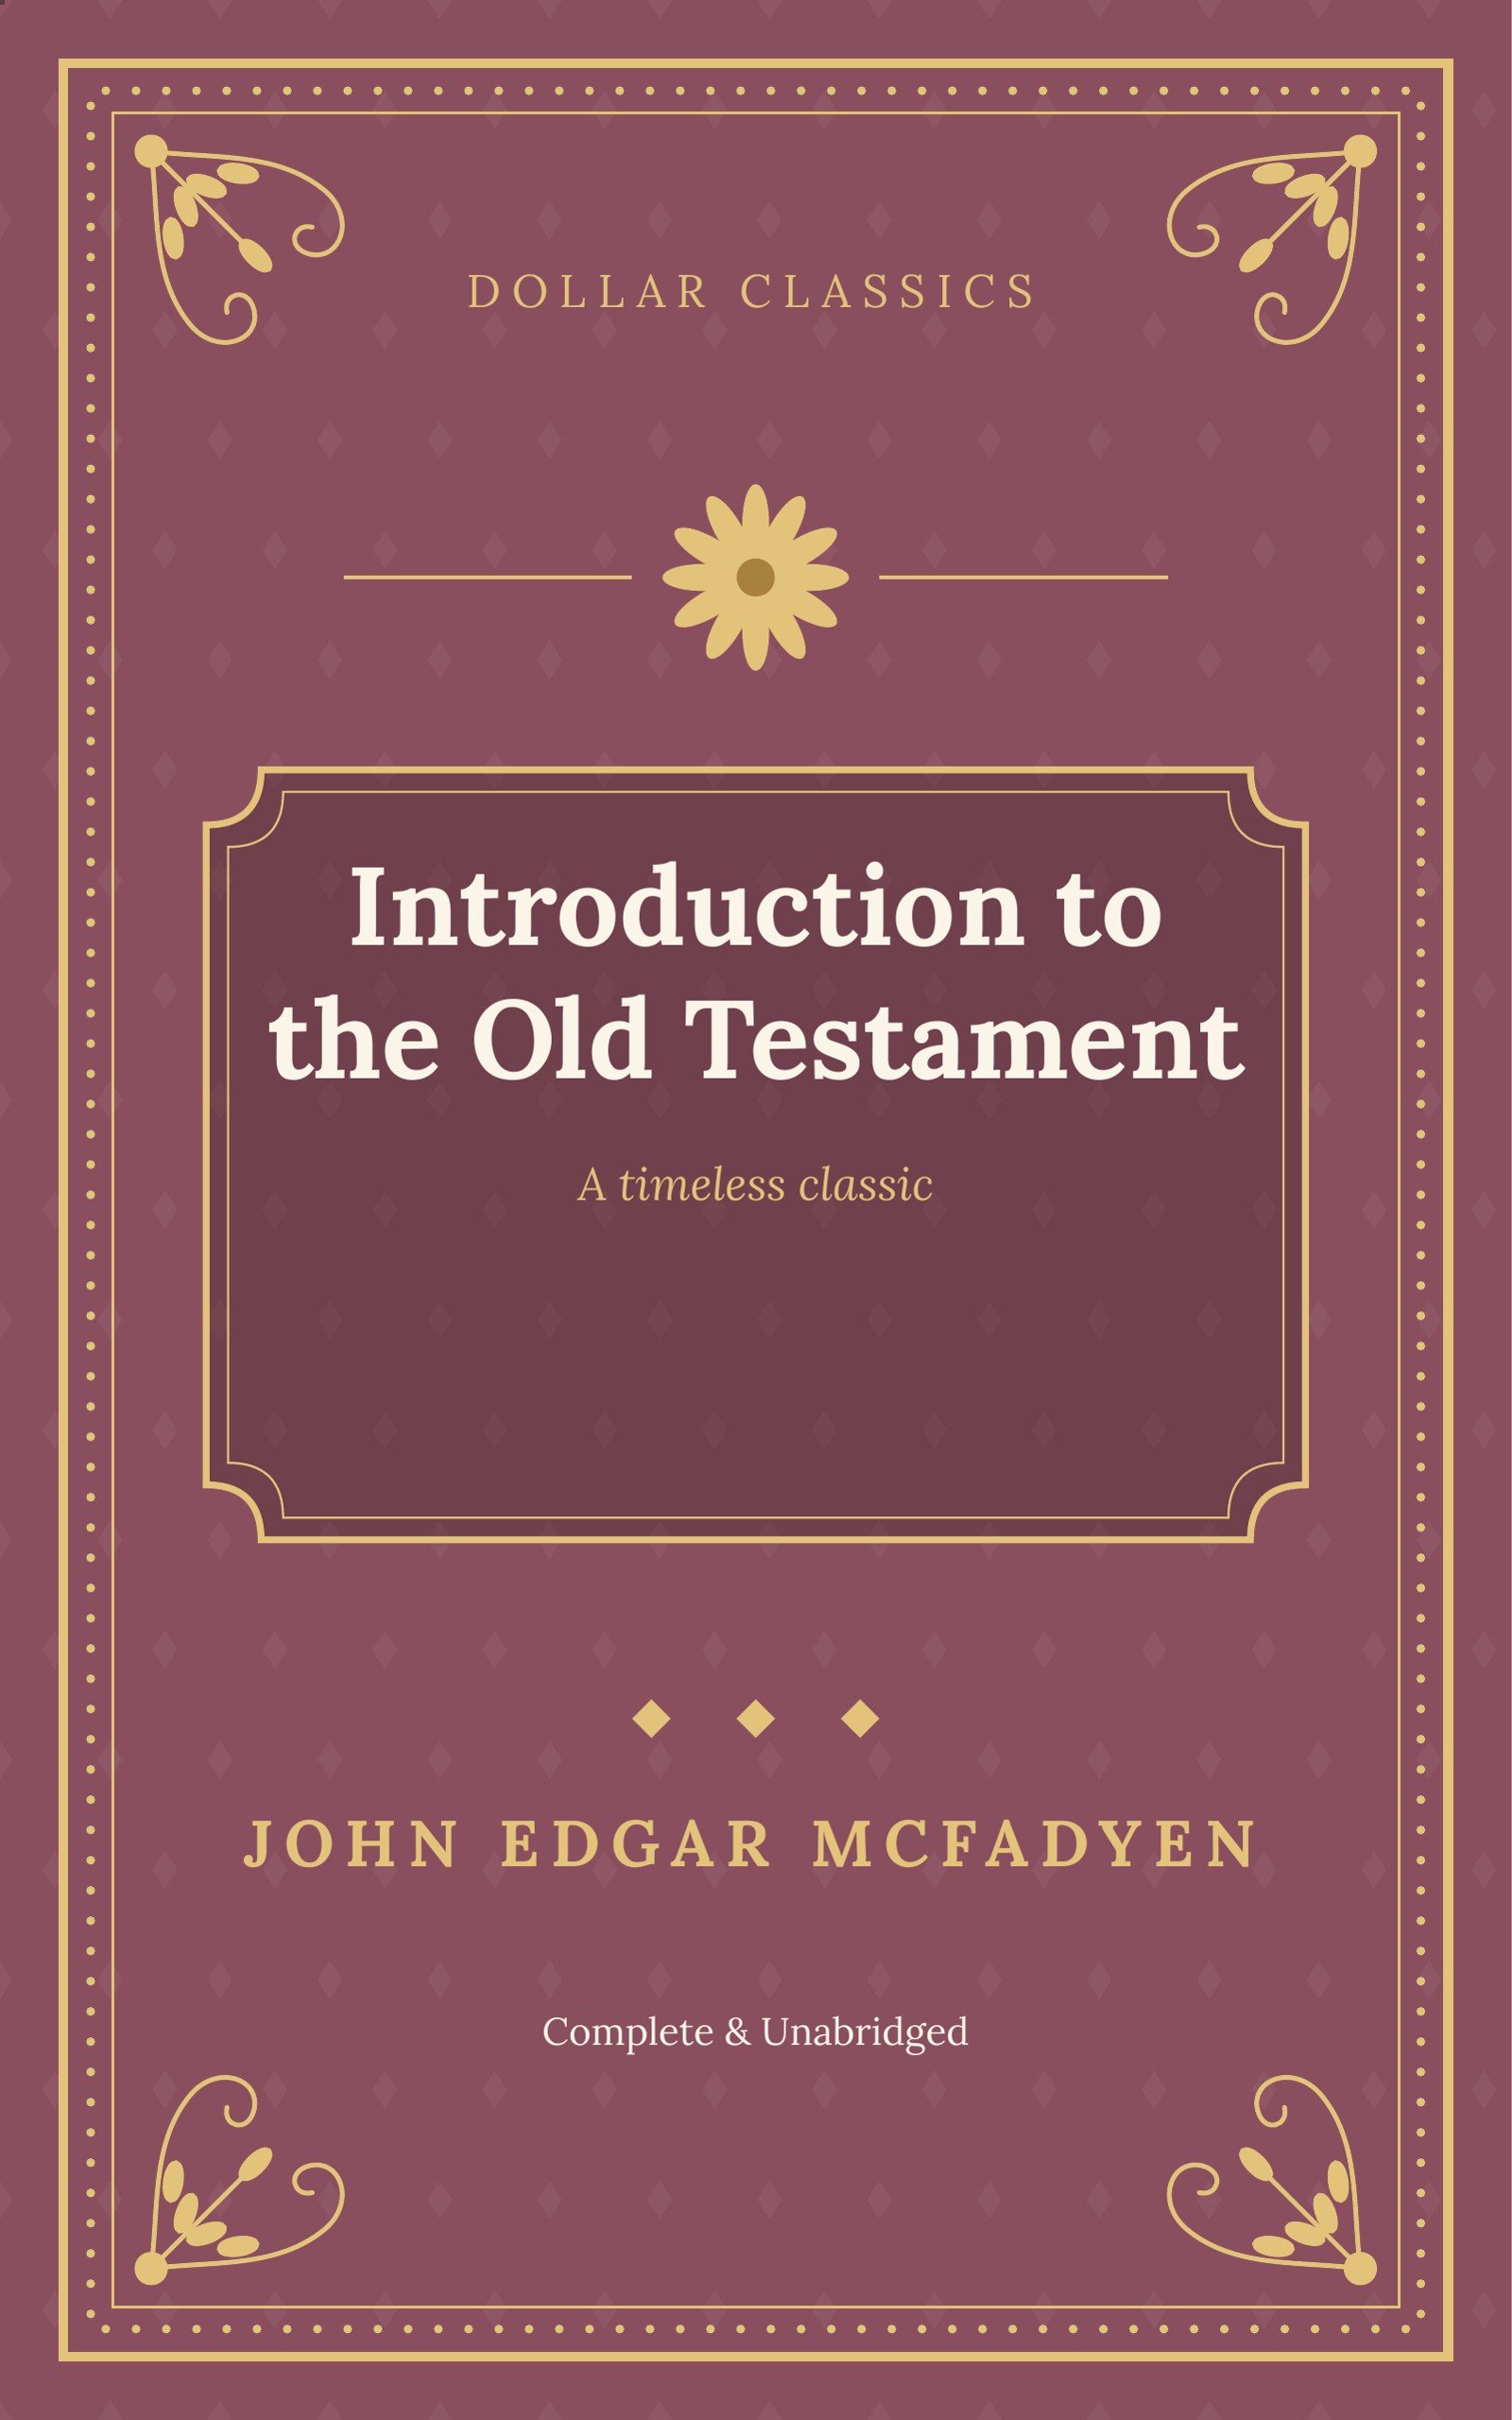 DOLLAR CLASSICS
Introduction to
the Old Testament
A timeless classic
JOHN EDGAR MCFADYEN
Complete & Unabridged